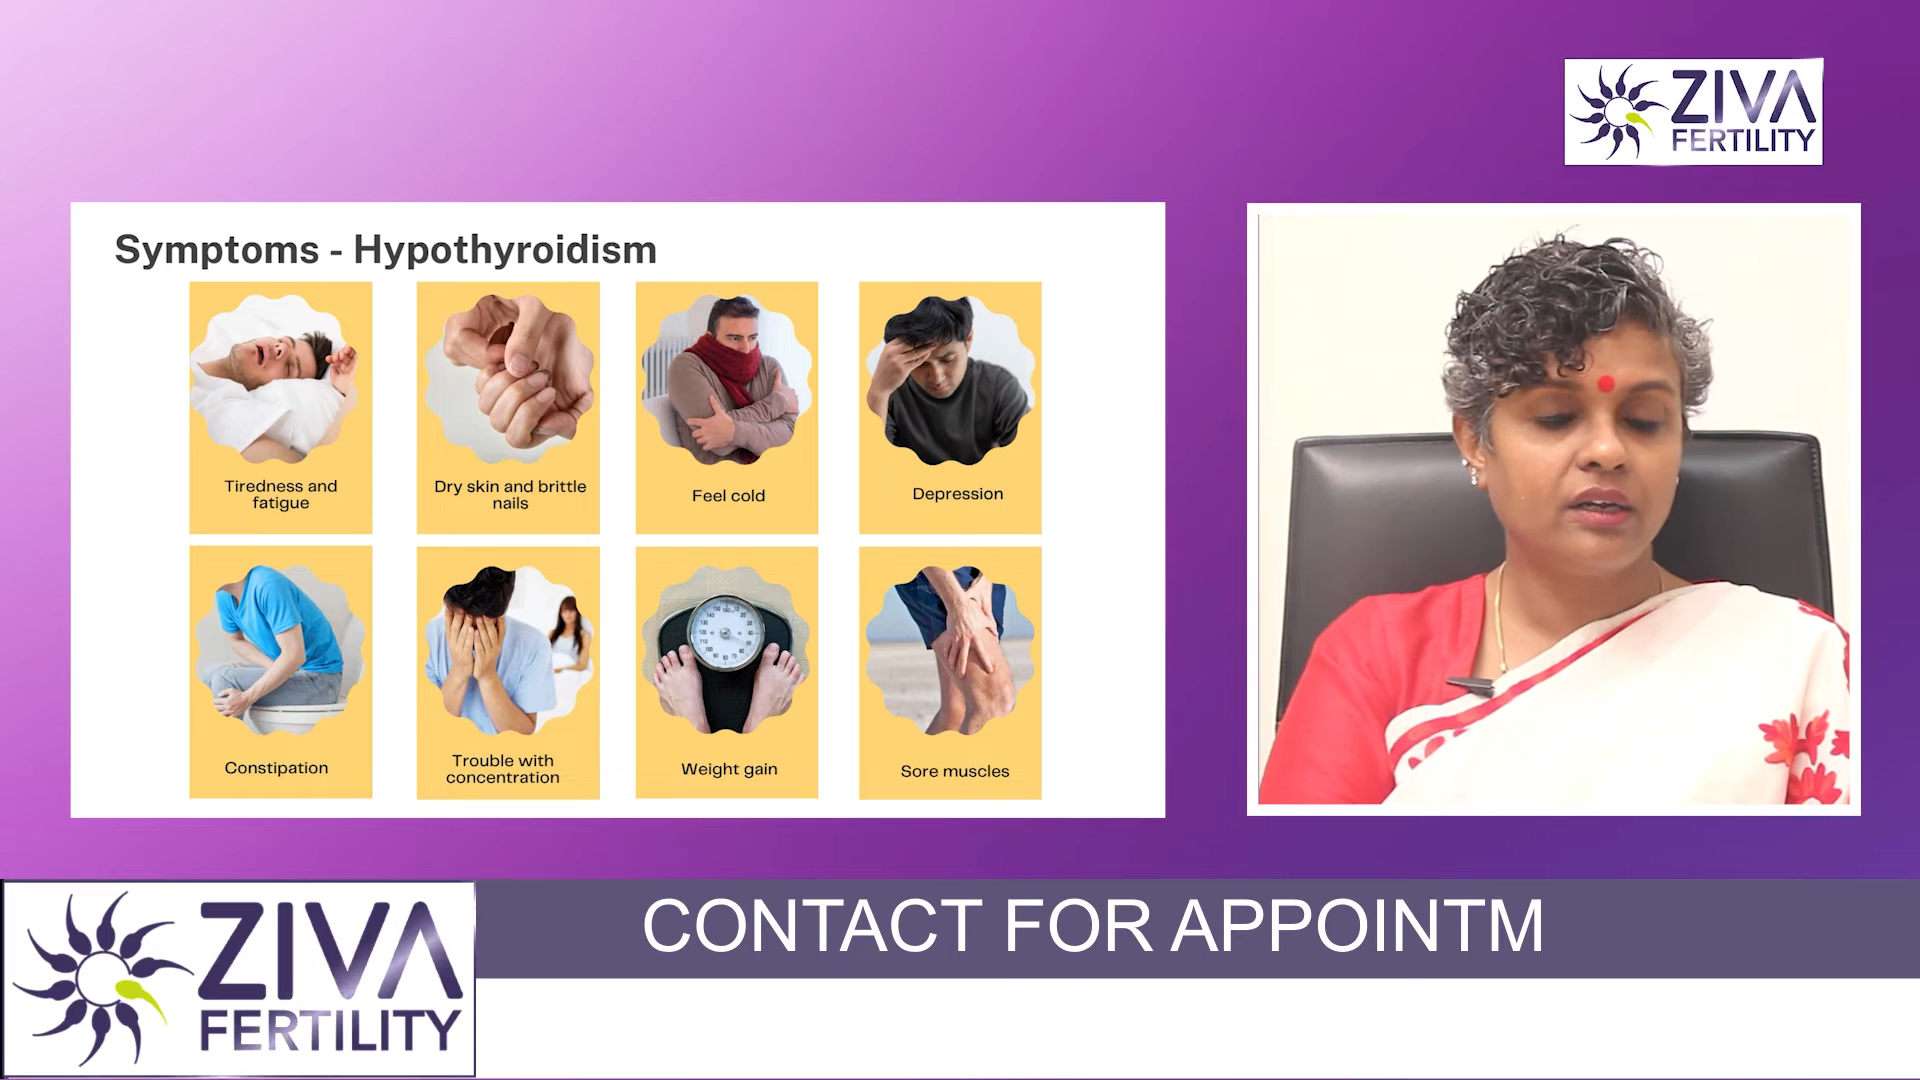 ZIVA
FERTILITY
Symptoms - Hypothyroidism
Tiredness and
fatigue
Dry skin and brittle
nails
Feel cold
Depression
Constipation
Trouble with
concentration
Weight gain
Sore muscles
ZIVA
FERTILITY
CONTACT FOR APPOINTM